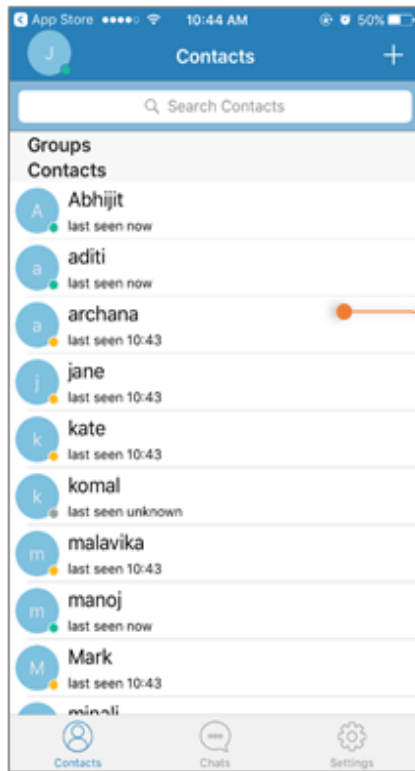 App Store 10:44 AM 50%
J
Contacts
Search Contacts
Groups
Contacts
A Abhijit
last seen now
a aditi
last seen now
a archana
last seen 10:43
j jane
last seen 10:43
k kate
last seen 10:43
k komal
last seen unknown
m malavika
last seen 10:43
m manoj
last seen now
M Mark
last seen 10:43
Contacts Chats Settings